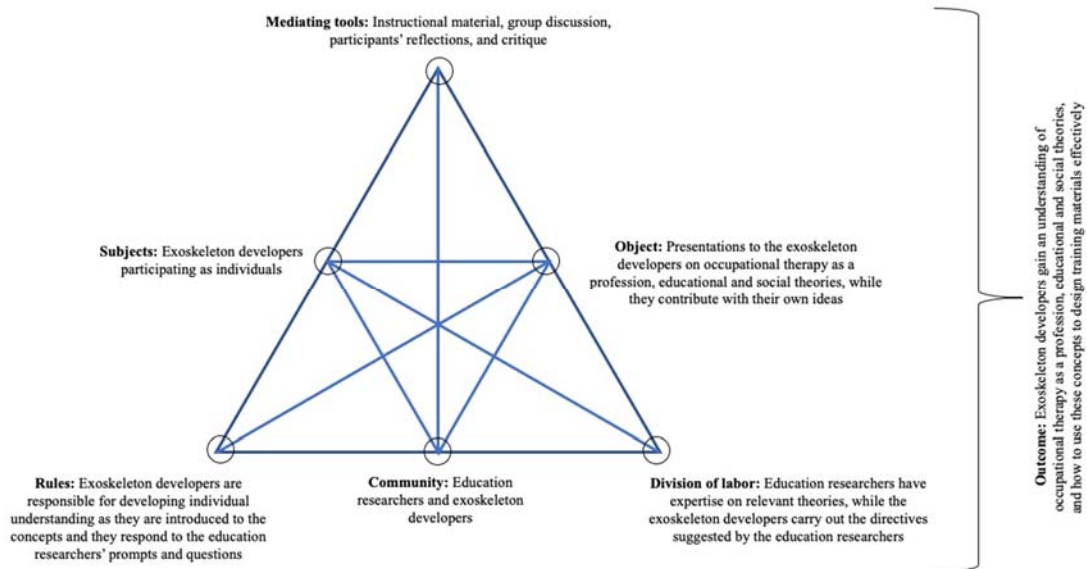 Mediating tools: Instructional material, group discussion,
participants' reflections, and critique
Subjects: Exoskeleton developers
participating as individuals
Object: Presentations to the exoskeleton
developers on occupational therapy as a
profession, educational and social theories, while
they contribute with their own ideas
Rules: Exoskeleton developers are
responsible for developing individual
understanding as they are introduced to the
concepts and they respond to the education
researchers' prompts and questions
Community: Education
researchers and exoskeleton
developers
Division of labor: Education researchers have
expertise on relevant theories, while the
exoskeleton developers carry out the directives
suggested by the education researchers
Outcome: Exoskeleton developers gain an understanding of
occupational therapy as a profession, educational and social theories,
and how to use these concepts to design training materials effectively